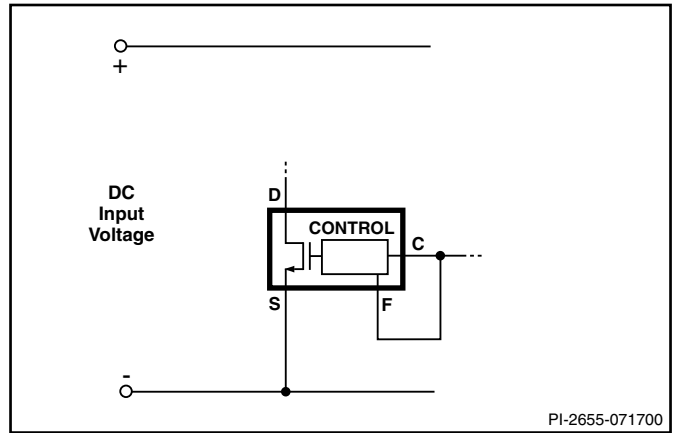 +
DC
Input
Voltage
D
CONTROL
C
S
F
-
PI-2655-071700